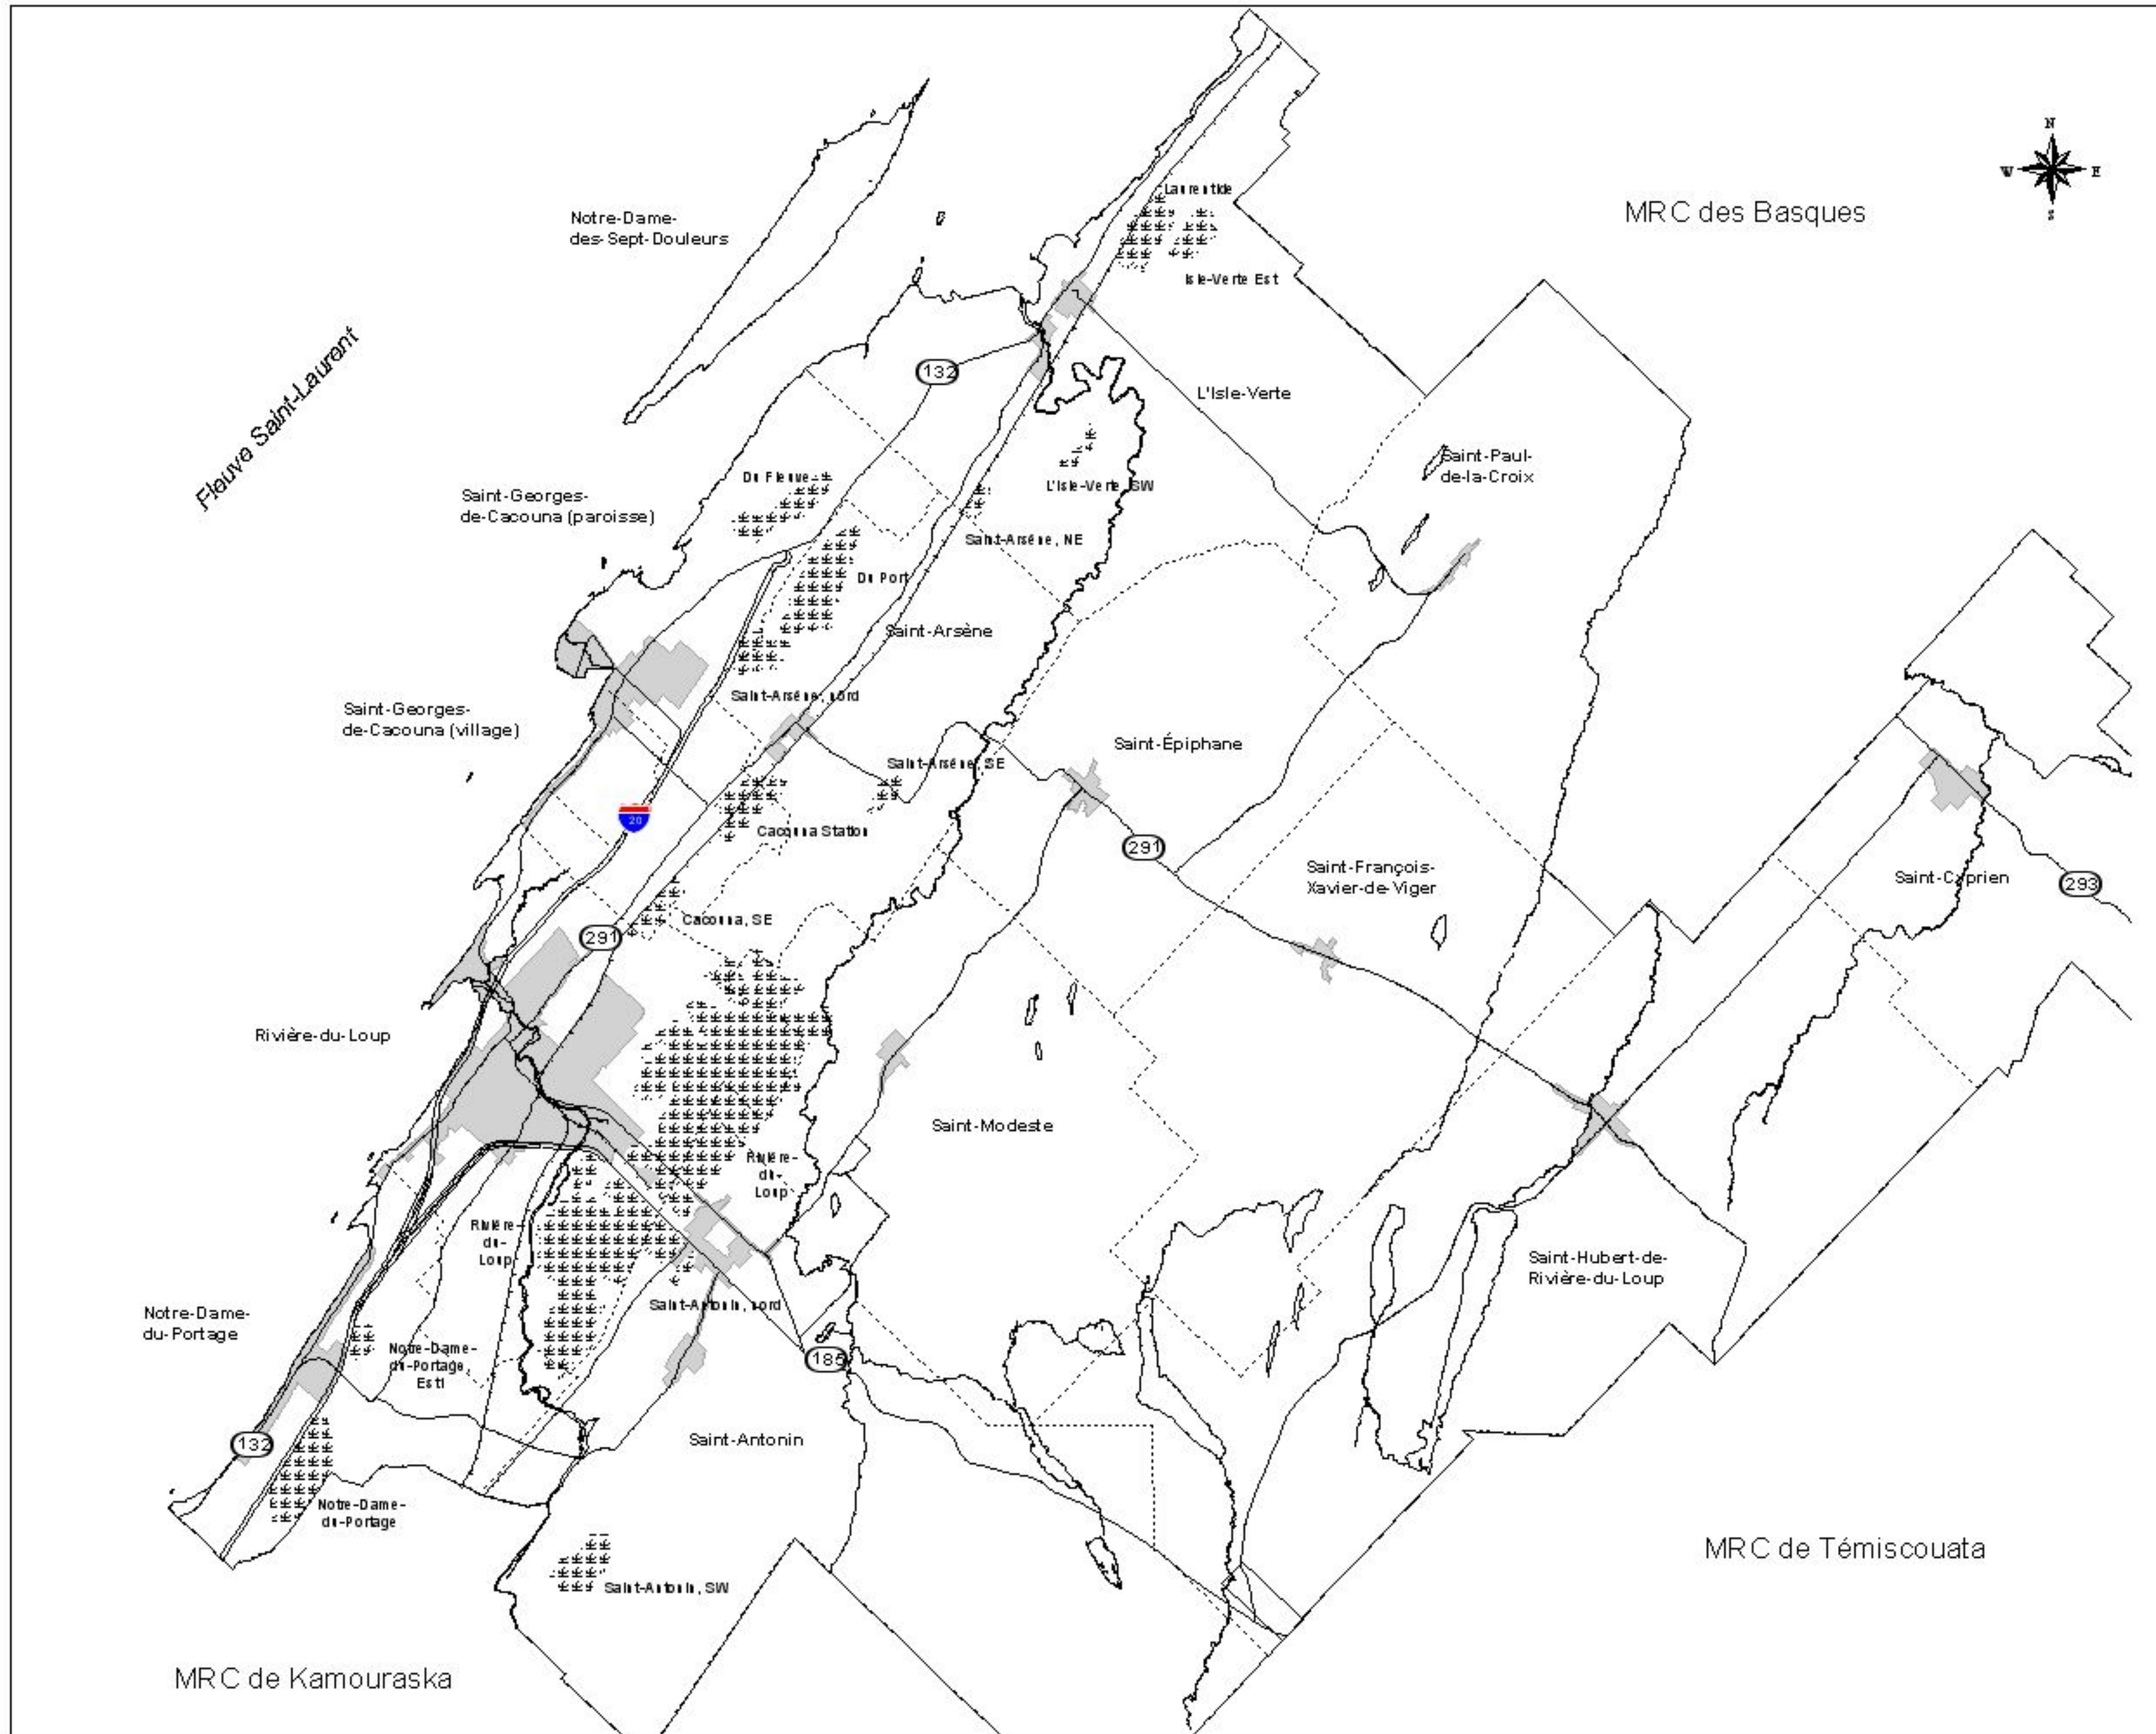 N
W E
S
MRC des Basques
Laurentide
Notre-Dame-
des-Sept-Douleurs
Isle-Verte Est
Fleuve Saint-Laurent
132
L'Isle-Verte
Saint-Paul-
de-la-Croix
Du Fleuve
L'Isle-Verte, SW
Saint-Georges-
de-Cacouna (paroisse)
Saint-Arsène, NE
Du Port
Saint-Arsène
Saint-Arsène, nord
Saint-Georges-
de-Cacouna (village)
Saint-Épiphane
Saint-Arsène, SE
20
Cacouna Station
291
Saint-François-
Xavier-de-Viger
Saint-Cyprien
293
Cacouna, SE
291
Rivière-du-Loup
Saint-Modeste
Rivière-
du-
Loup
Rivière-
du-
Loup
Saint-Hubert-de-
Rivière-du-Loup
Saint-Antonin, nord
Notre-Dame-
du-Portage
Notre-Dame-
du-Portage,
Est1
185
132
Saint-Antonin
Notre-Dame-
du-Portage
MRC de Témiscouata
Saint-Antonin, SW
MRC de Kamouraska